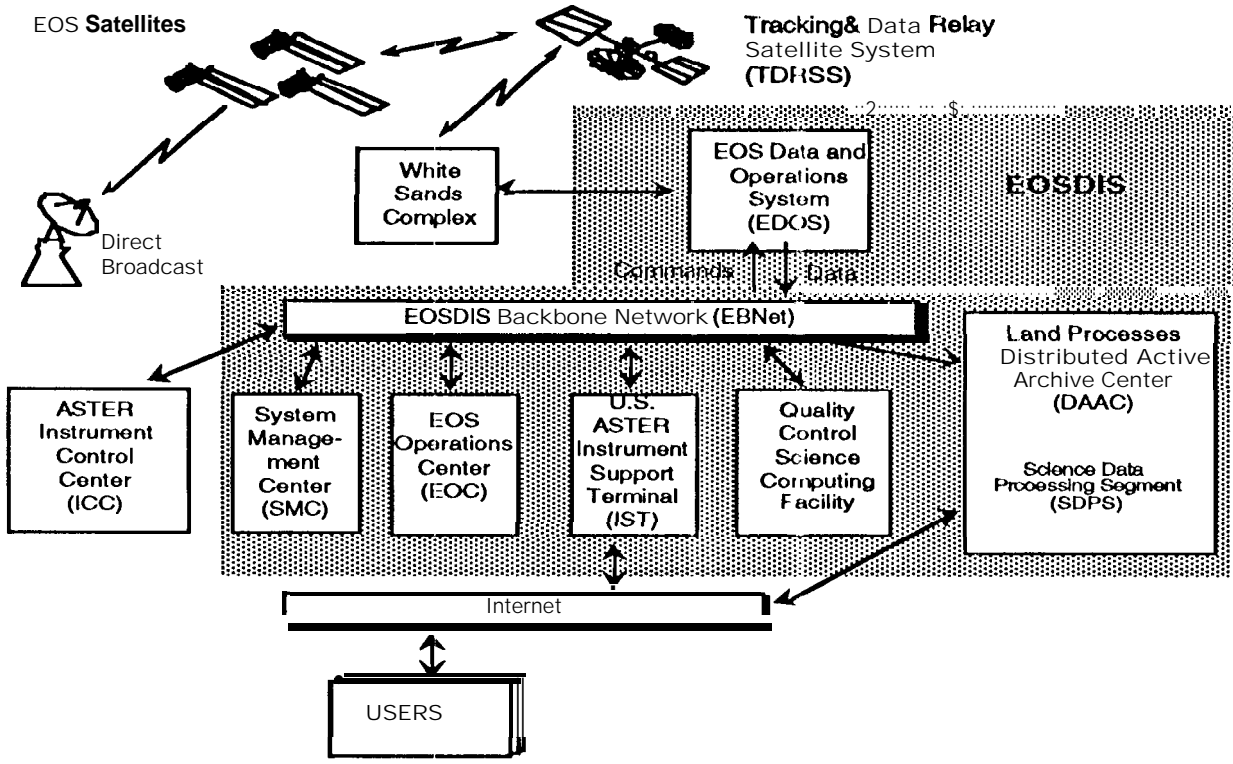 EOS Satellites
Tracking& Data Relay
Satellite System
(TDRSS)
White
Sands
Complex
EOS Data and
Operations
System
(EDOS)
EOSDIS
Direct
Broadcast
Commands
Data
EOSDIS Backbone Network (EBNet)
ASTER
Instrument
Control
Center
(ICC)
System
Manage-
ment
Center
(SMC)
EOS
Operations
Center
(EOC)
U.S.
ASTER
Instrument
Support
Terminal
(IST)
Quality
Control
Science
Computing
Facility
Land Processes
Distributed Active
Archive Center
(DAAC)
Science Data
Processing Segment
(SDPS)
Internet
USERS